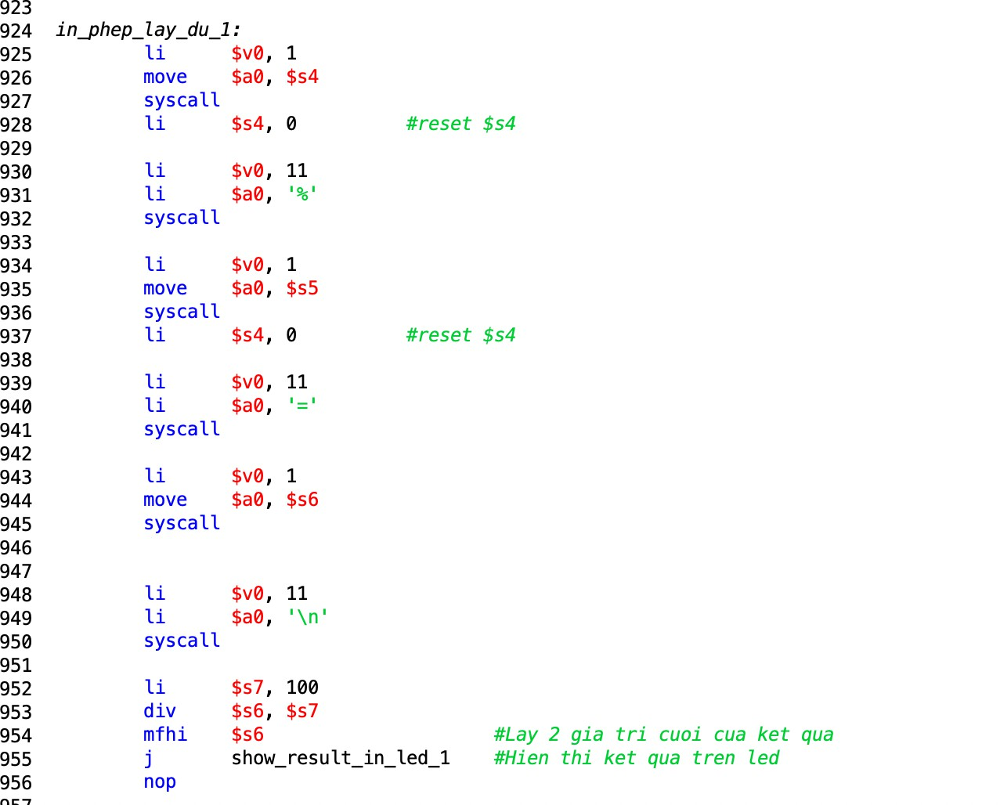 923
924 in_phep_lay_du_1:
925 li $v0, 1
926 move $a0, $s4
927 syscall
928 li $s4, 0 #reset $s4
929
930 li $v0, 11
931 li $a0, '%'
932 syscall
933
934 li $v0, 1
935 move $a0, $s5
936 syscall
937 li $s4, 0 #reset $s4
938
939 li $v0, 11
940 li $a0, '='
941 syscall
942
943 li $v0, 1
944 move $a0, $s6
945 syscall
946
947
948 li $v0, 11
949 li $a0, '\n'
950 syscall
951
952 li $s7, 100
953 div $s6, $s7
954 mfhi $s6 #Lay 2 gia tri cuoi cua ket qua
955 j show_result_in_led_1 #Hien thi ket qua tren led
956 nop
957